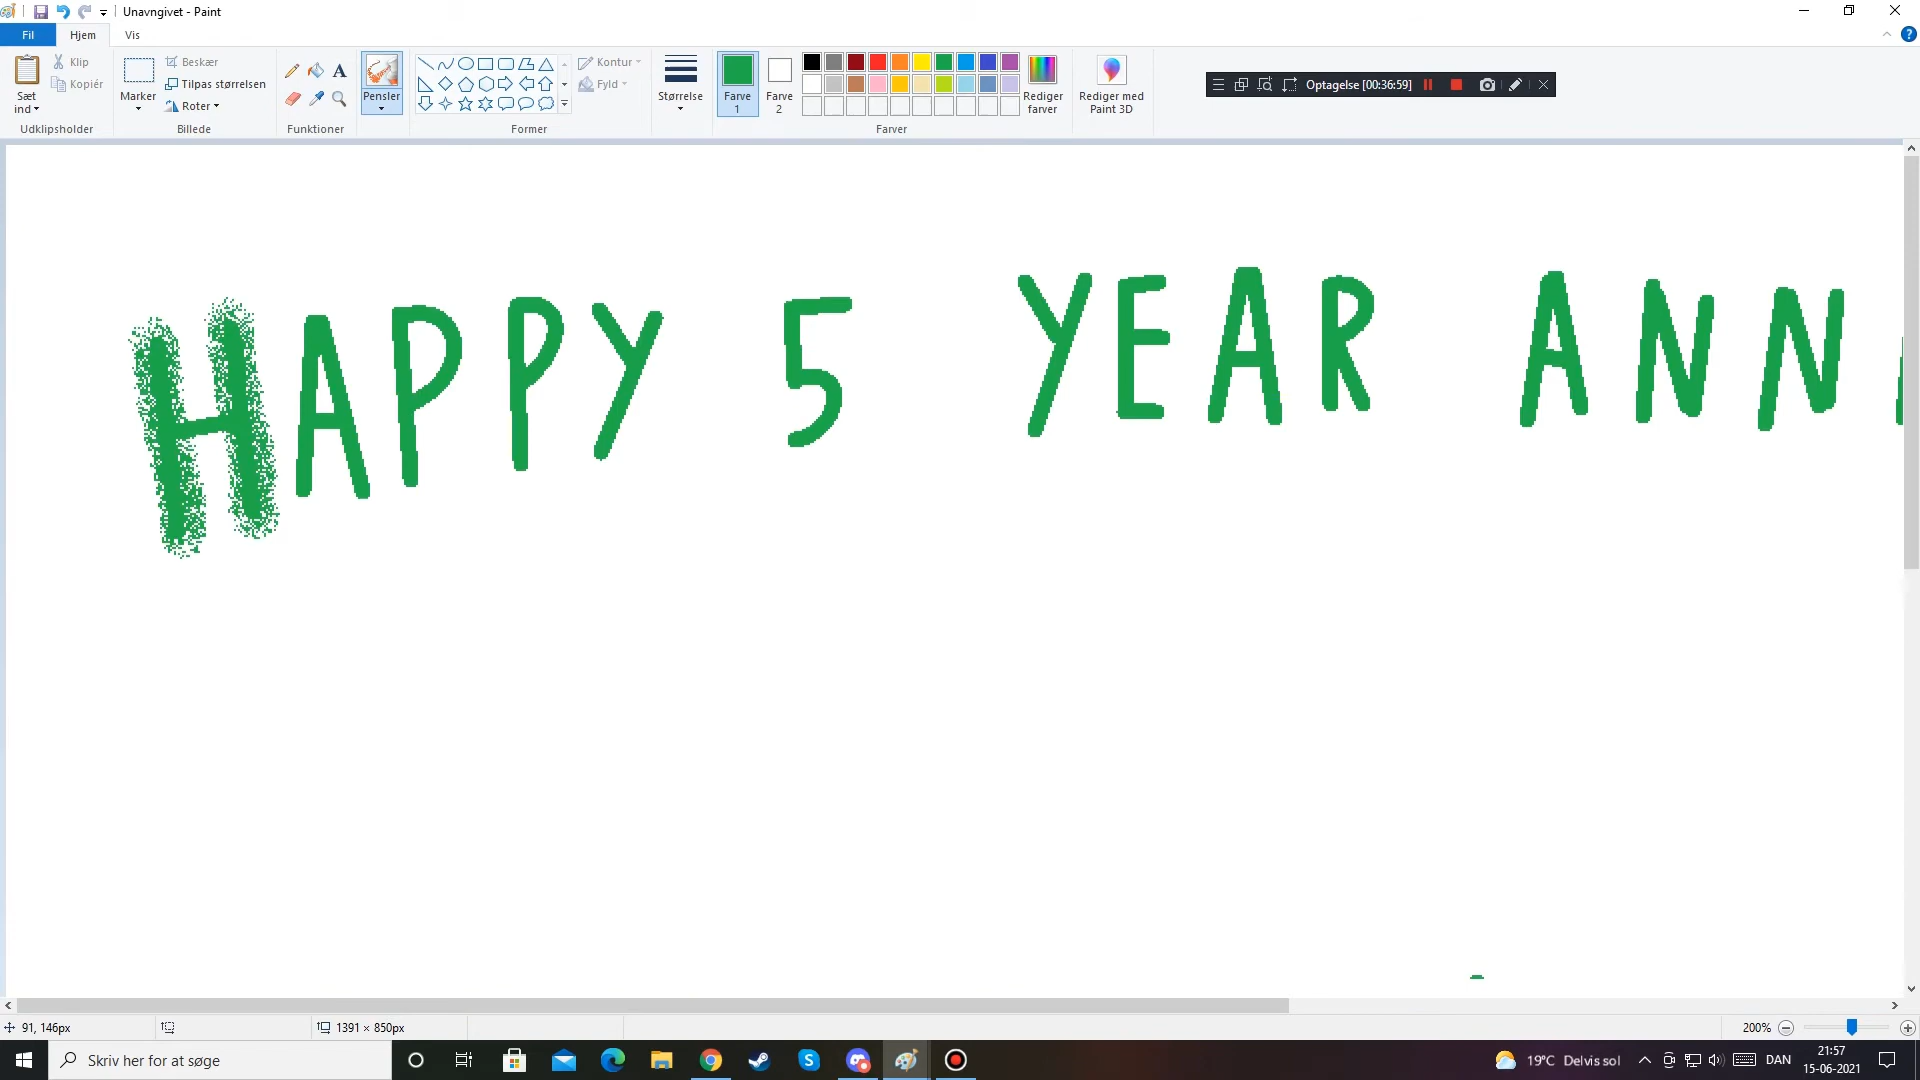 Unavngivet - Paint
Fil Hjem Vis
Sæt ind
Klip
Kopiér
Udklipsholder
Marker
Beskær
Tilpas størrelsen
Roter
Billede
Funktioner
Pensler
Kontur
Fyld
Former
Størrelse
Farve 1
Farve 2
Rediger farver
Farver
Rediger med Paint 3D
Optagelse [00:36:59]
HAPPY 5 YEAR ANN
91, 146px
1391 × 850px
200%
Skriv her for at søge
19°C Delvis sol
DAN
21:57
15-06-2021